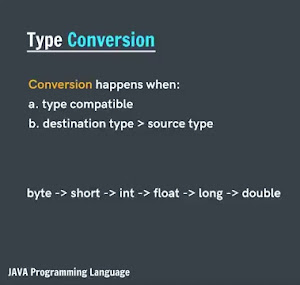 Type Conversion
Conversion happens when:
a. type compatible
b. destination type > source type
byte -> short -> int -> float -> long -> double
JAVA Programming Language